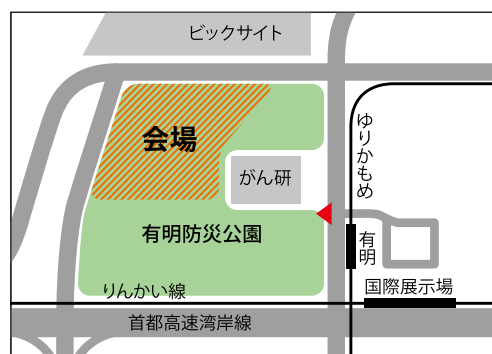 ビックサイト
会場
ゆりかもめ
がん研
有明防災公園
有明
国際展示場
りんかい線
首都高速湾岸線